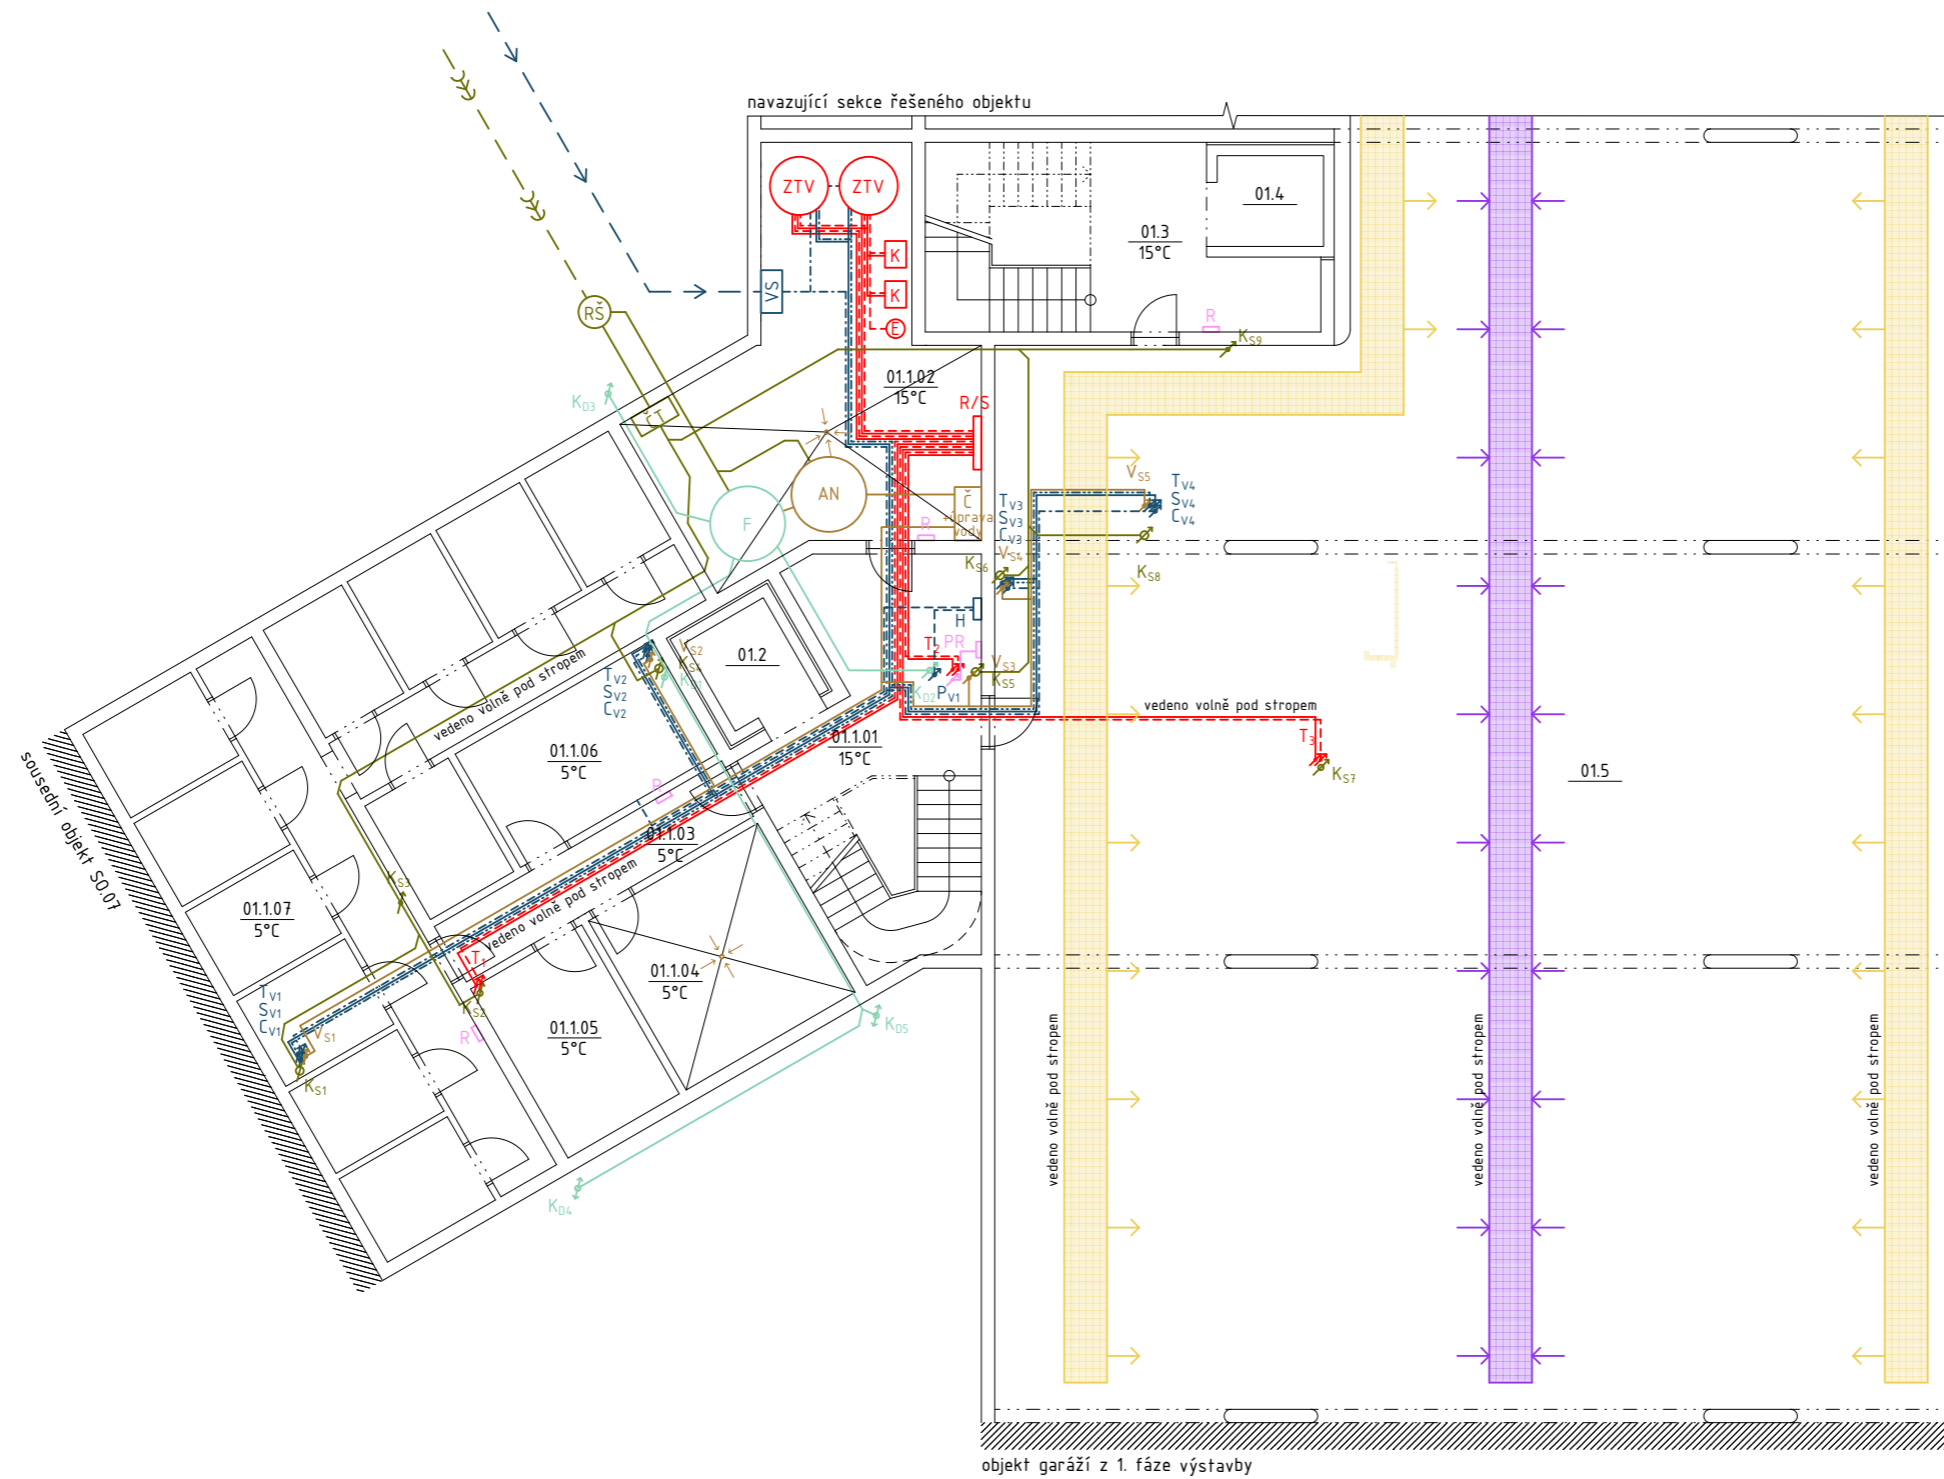 navazující sekce řešeného objektu
ZTV
ZTV
01.4
01.3
15°C
K
VS
K
RŠ
E
R
KS9
01.1.02
15°C
KD3
R/S
ČT
VS5
TV4
SV4
CV4
AN
Č
+úprava
vody
TV3
SV3
CV3
F
R
VS4
KS6
KS8
H
T2
PR
VS2
KS4
KD1
01.2
VS3
KS5
TV2
SV2
CV2
KD2
PV1
vedeno volně pod stropem
vedeno volně pod stropem
01.1.01
15°C
T3
KS7
01.5
01.1.06
5°C
R
sousední objekt SO.07
01.1.03
5°C
vedeno volně pod stropem
KS3
01.1.07
5°C
T1
01.1.04
5°C
TV1
SV1
CV1
VS1
KS2
R
01.1.05
5°C
KD5
KS1
vedeno volně pod stropem
vedeno volně pod stropem
vedeno volně pod stropem
KD4
objekt garáží z 1. fáze výstavby